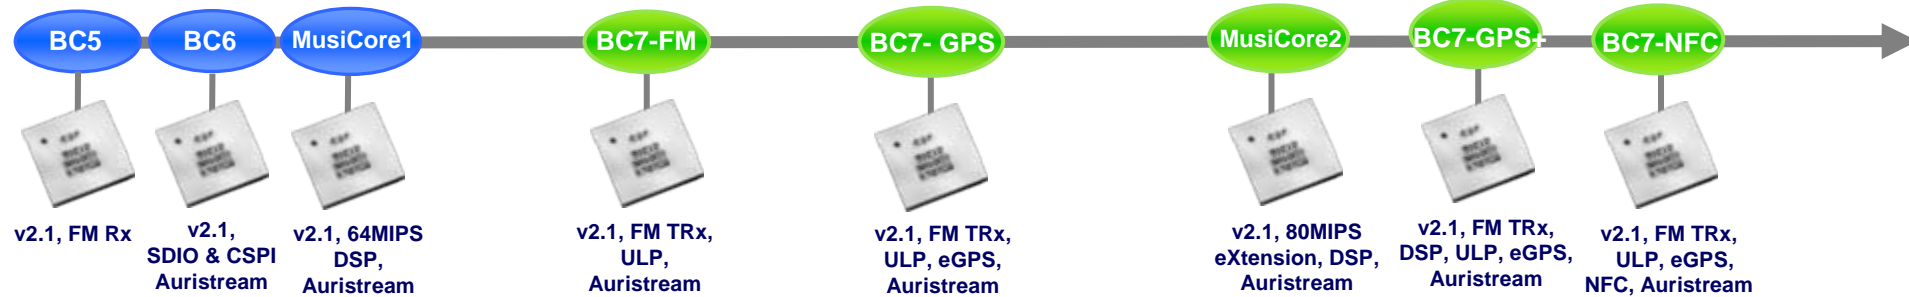 BC5
BC6
MusiCore1
BC7-FM
BC7- GPS
MusiCore2
BC7-GPS+
BC7-NFC
v2.1, FM Rx
v2.1,
SDIO & CSPI
Auristream
v2.1, 64MIPS
DSP,
Auristream
v2.1, FM TRx,
ULP,
Auristream
v2.1, FM TRx,
ULP, eGPS,
Auristream
v2.1, 80MIPS
eXtension, DSP,
Auristream
v2.1, FM TRx,
DSP, ULP, eGPS,
Auristream
v2.1, FM TRx,
ULP, eGPS,
NFC, Auristream